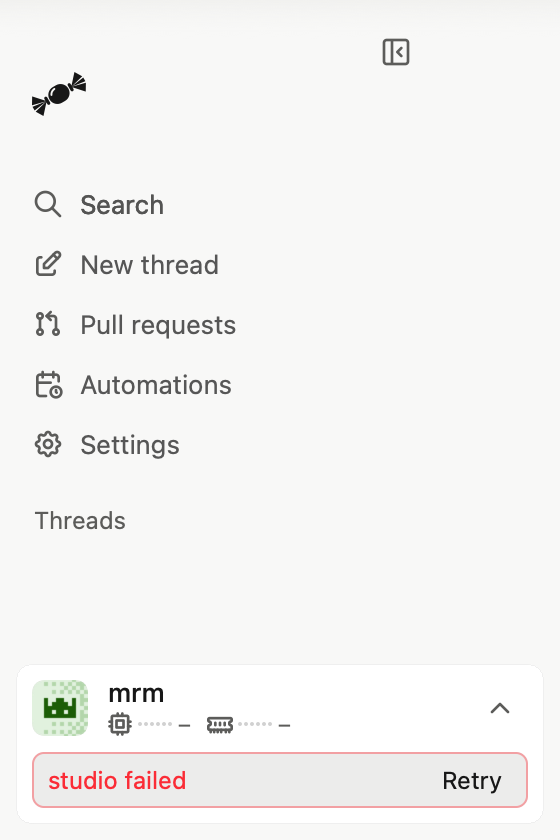 Search
New thread
Pull requests
Automations
Settings
Threads
mrm
– –
studio failed Retry